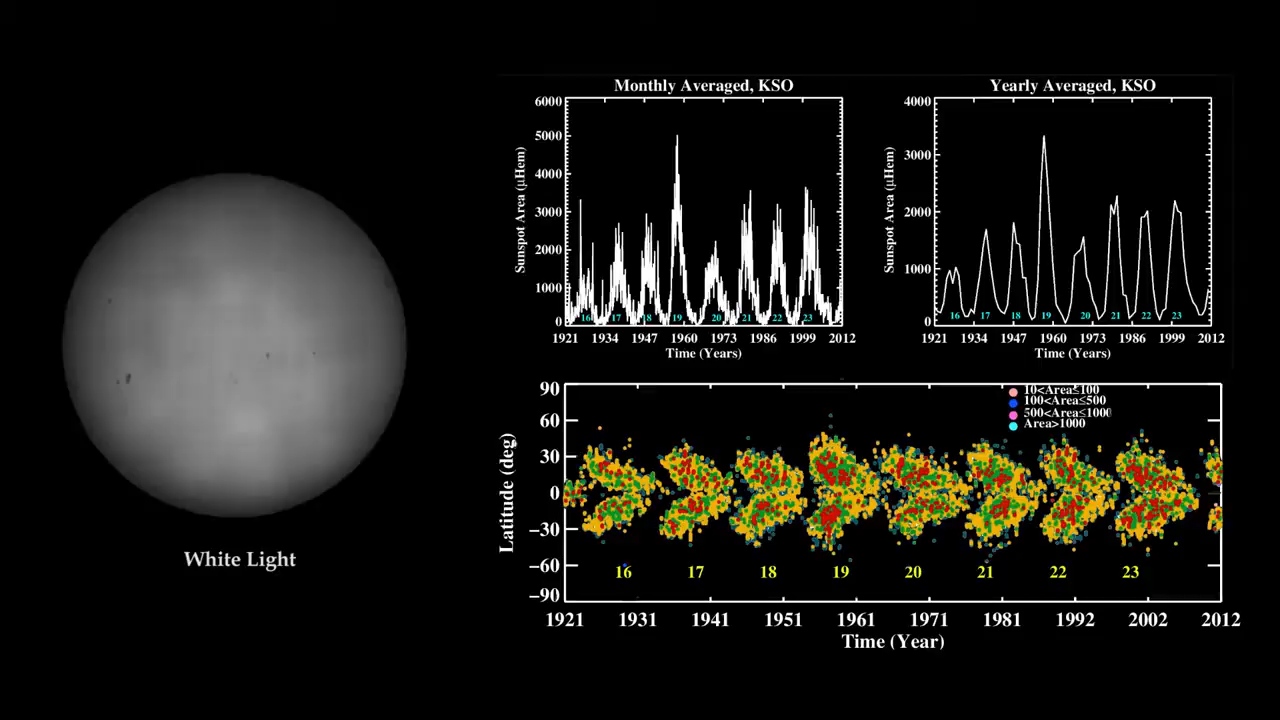 White Light
Monthly Averaged, KSO
Sunspot Area (μHem)
6000
5000
4000
3000
2000
1000
0
16 17 18 19 20 21 22 23
1921 1934 1947 1960 1973 1986 1999 2012
Time (Years)
Yearly Averaged, KSO
Sunspot Area (μHem)
4000
3000
2000
1000
0
16 17 18 19 20 21 22 23
1921 1934 1947 1960 1973 1986 1999 2012
Time (Years)
10<Area≤100
100<Area≤500
500<Area≤1000
Area>1000
Latitude (deg)
90
60
30
0
−30
−60
−90
16 17 18 19 20 21 22 23
1921 1931 1941 1951 1961 1971 1981 1992 2002 2012
Time (Year)